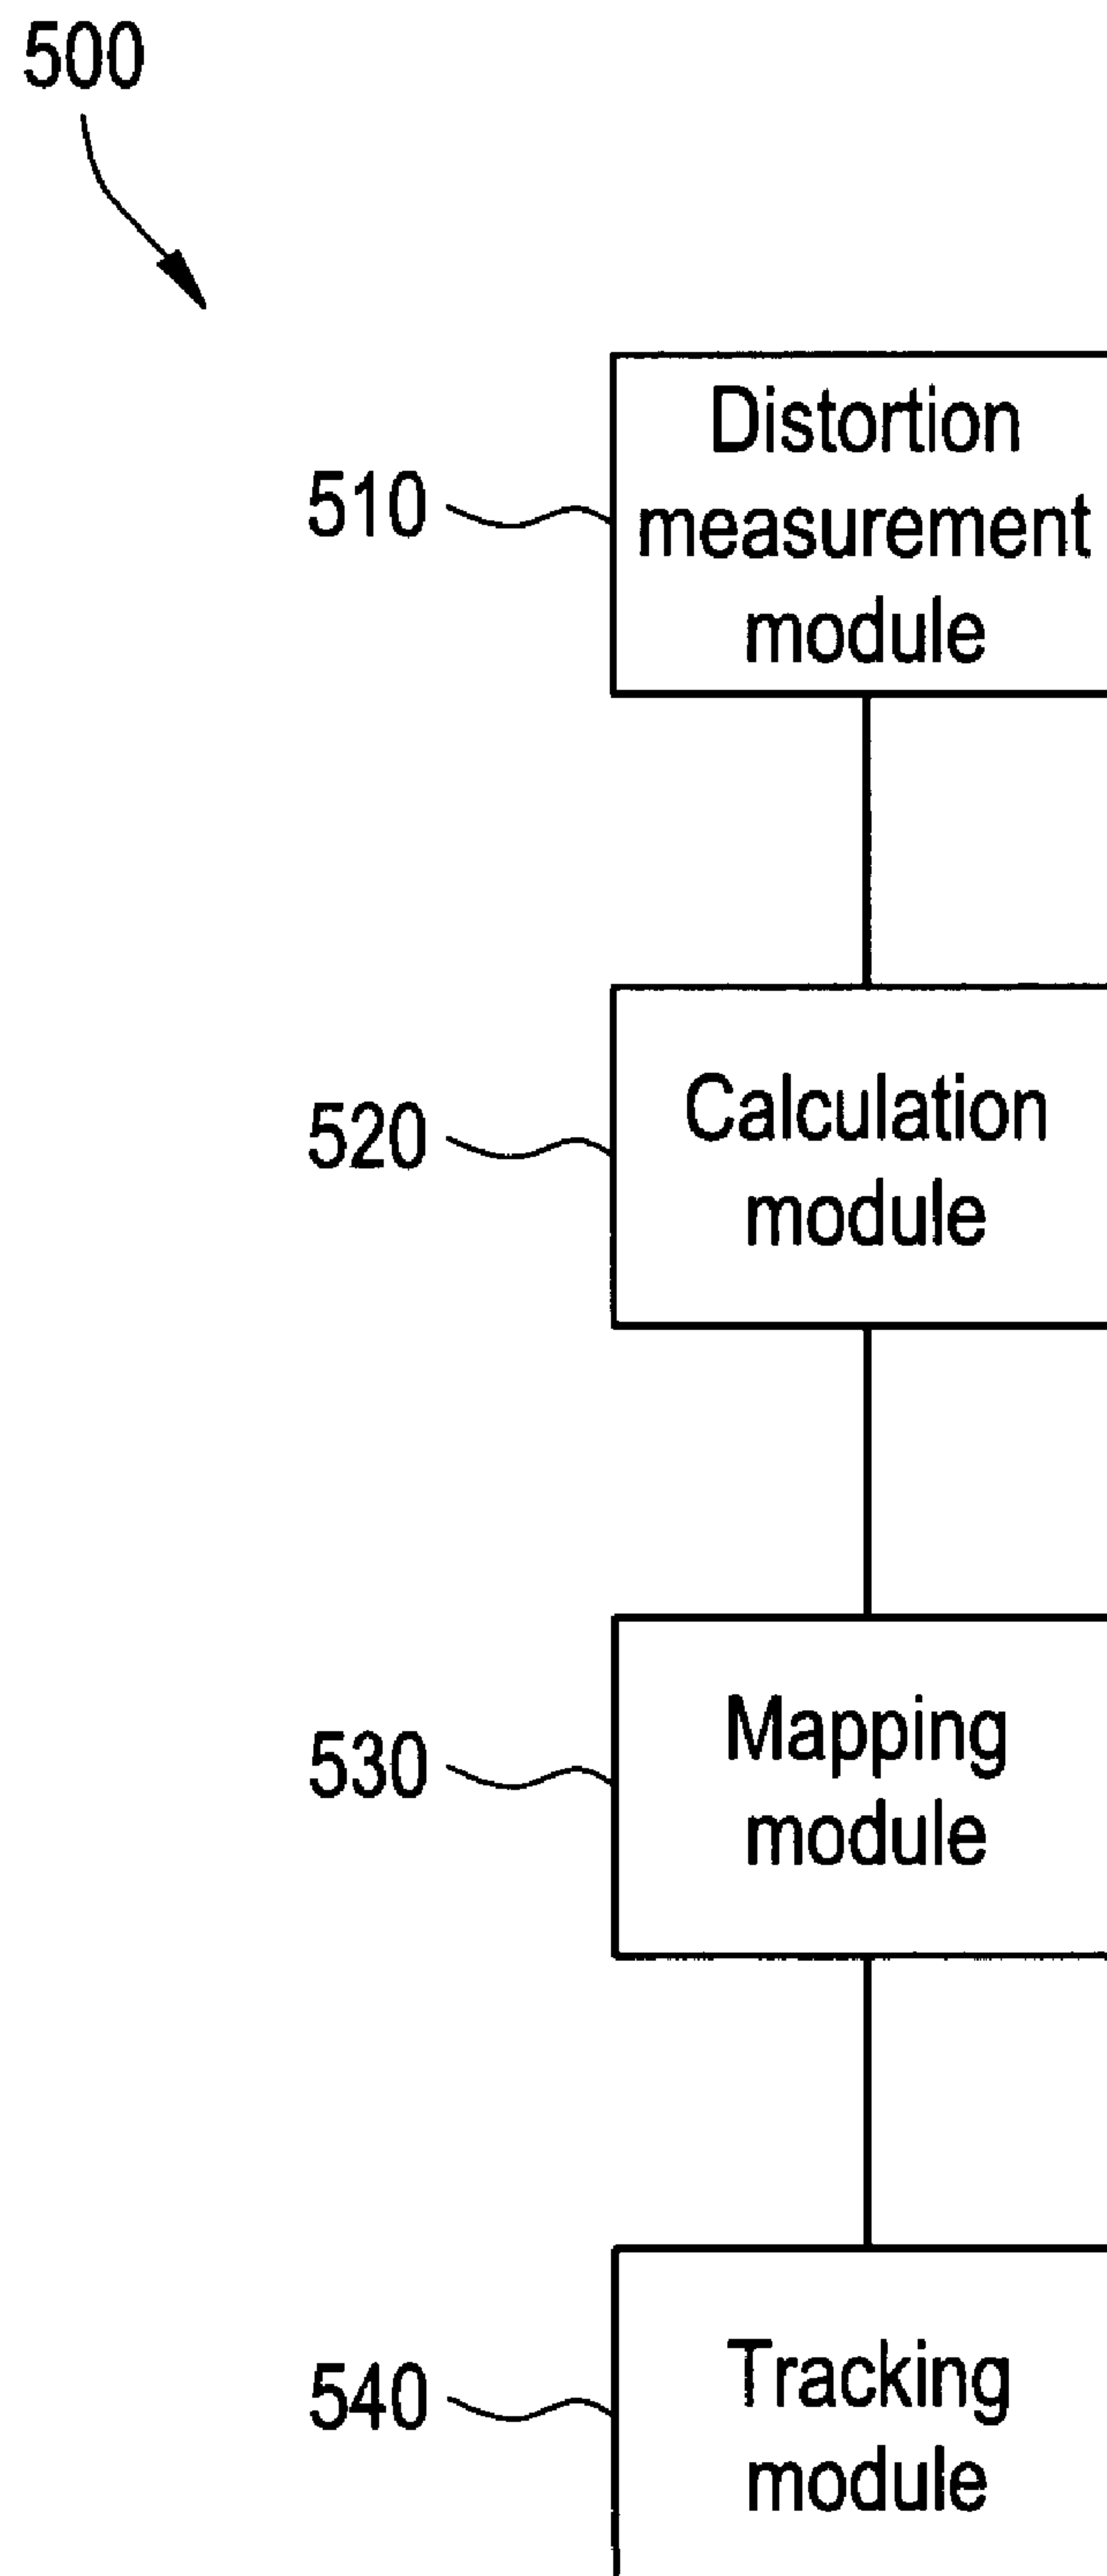 500
510
Distortion
measurement
module
520
Calculation
module
530
Mapping
module
540
Tracking
module